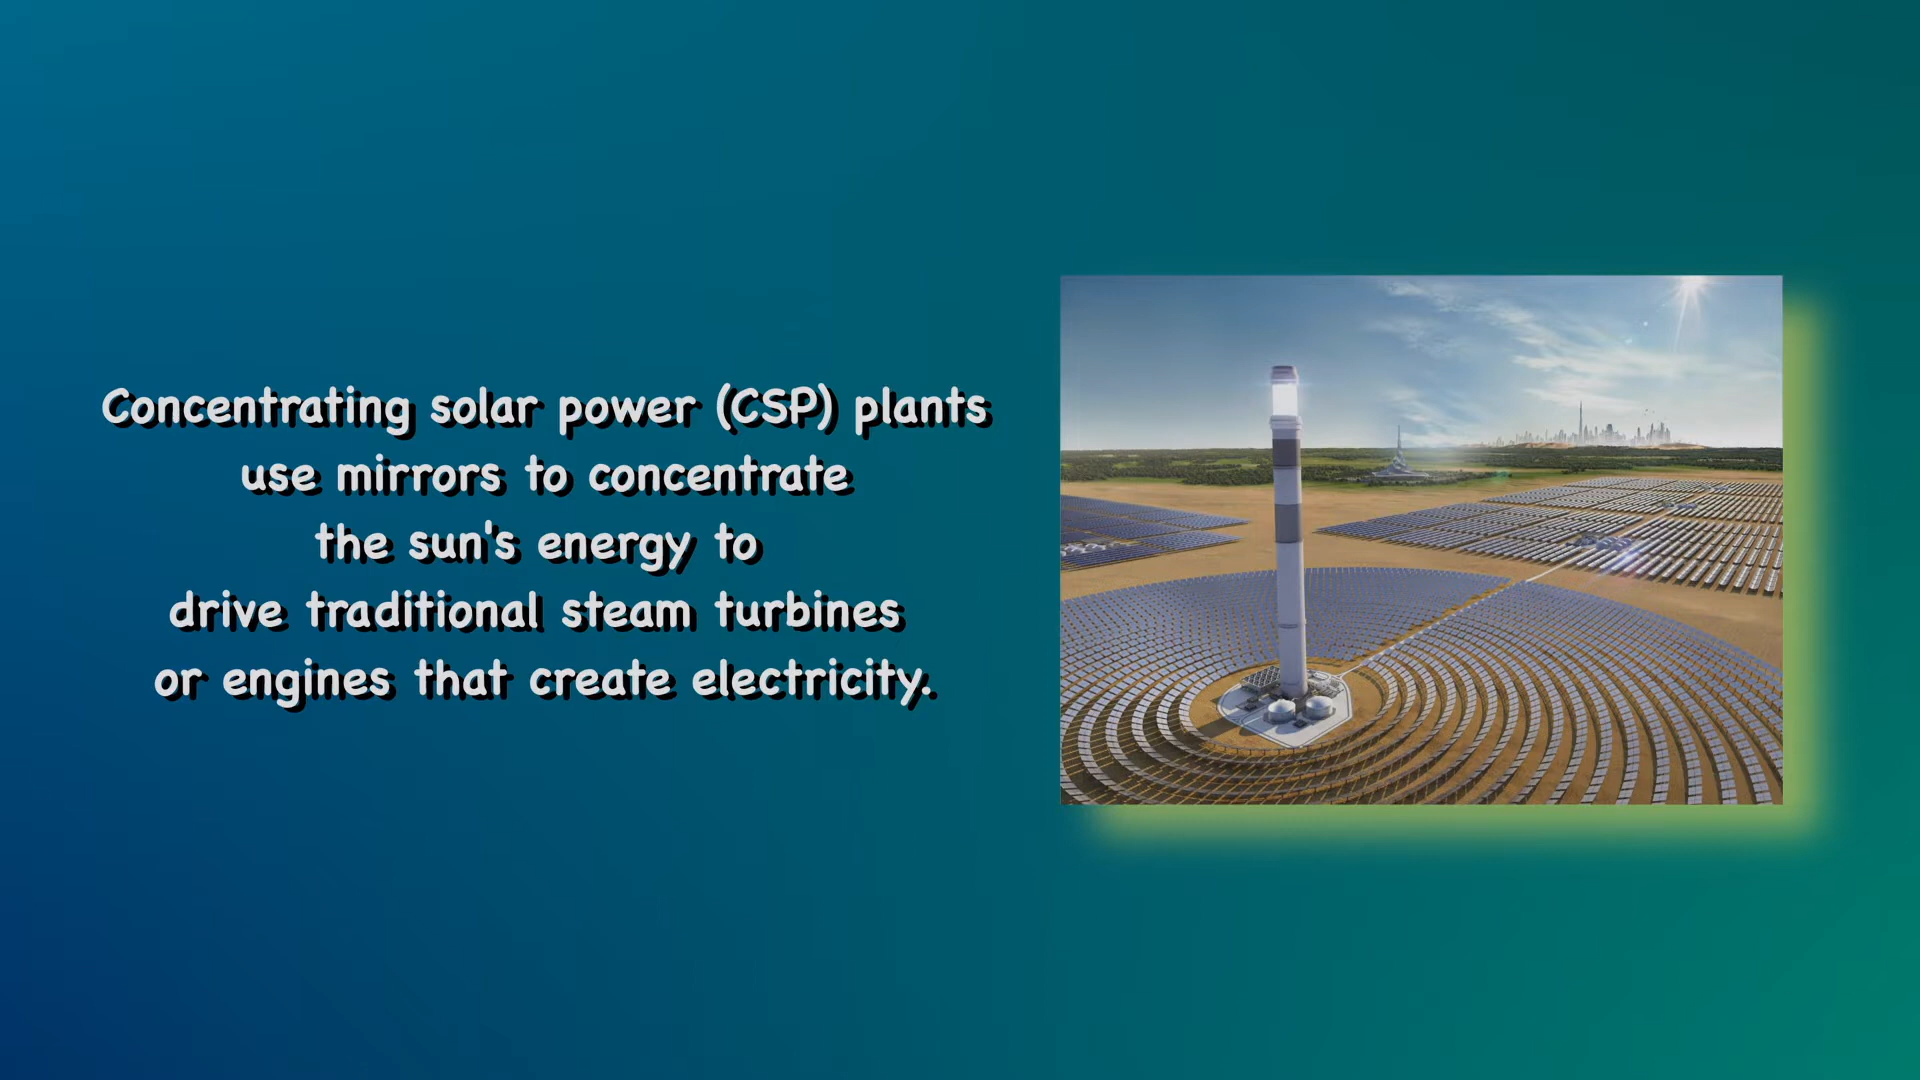 Concentrating solar power (CSP) plants
use mirrors to concentrate
the sun's energy to
drive traditional steam turbines
or engines that create electricity.